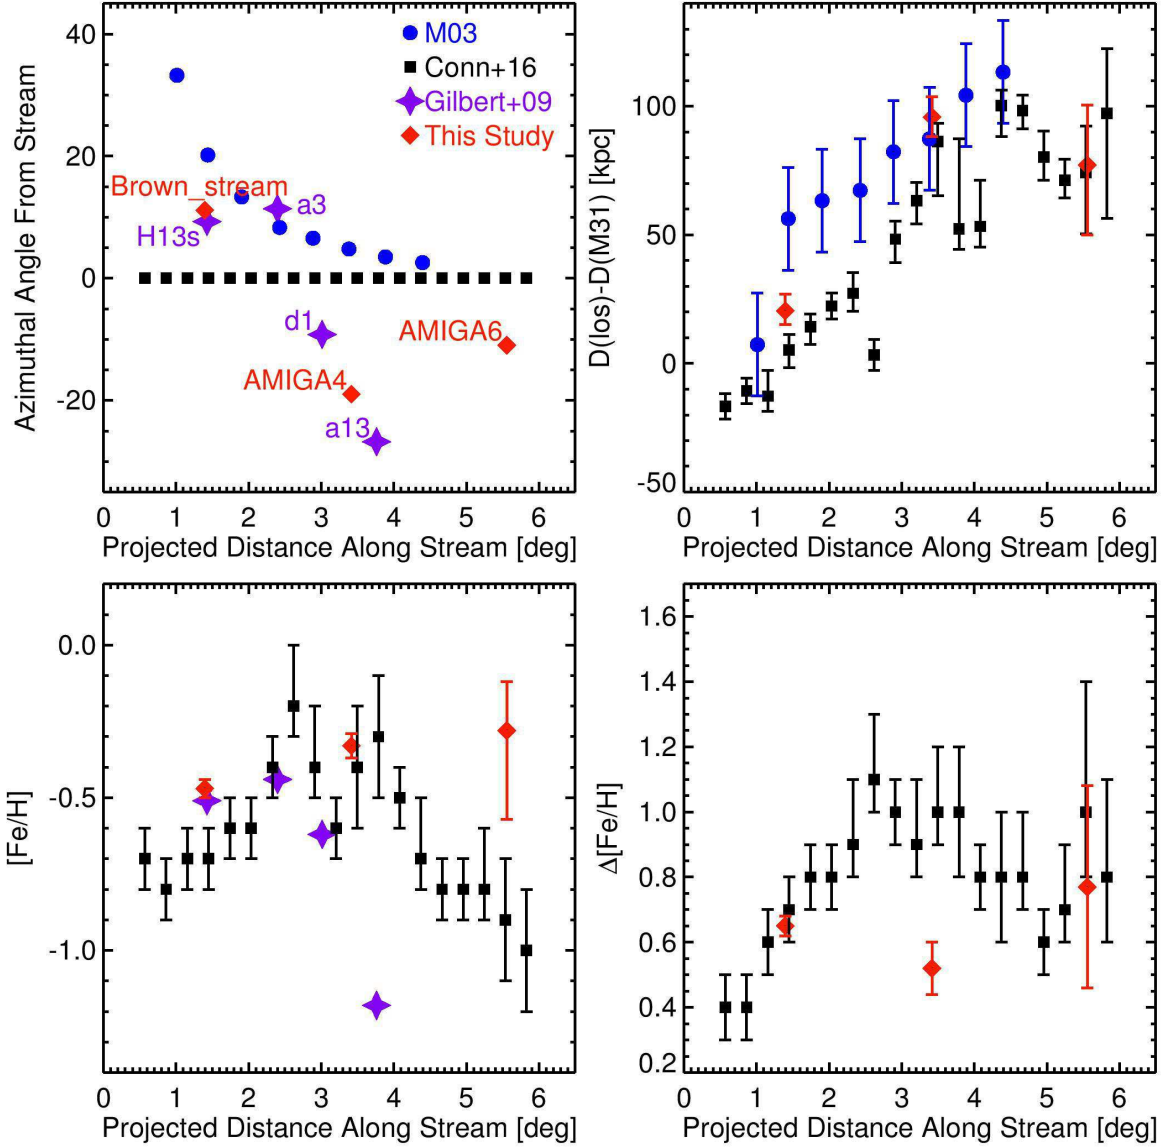 40
20
0
-20
Azimuthal Angle From Stream
M03
Conn+16
Gilbert+09
This Study
Brown_stream
a3
H13s
d1
AMIGA6
AMIGA4
a13
0 1 2 3 4 5 6
Projected Distance Along Stream [deg]
100
50
0
-50
D(los)-D(M31) [kpc]
0 1 2 3 4 5 6
Projected Distance Along Stream [deg]
0.0
-0.5
-1.0
[Fe/H]
0 1 2 3 4 5 6
Projected Distance Along Stream [deg]
1.6
1.4
1.2
1.0
0.8
0.6
0.4
0.2
Δ[Fe/H]
0 1 2 3 4 5 6
Projected Distance Along Stream [deg]